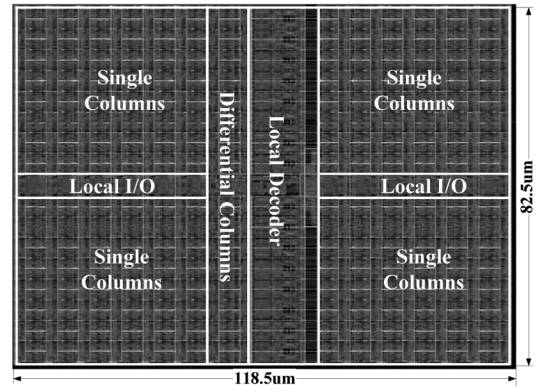 Single
Columns
Single
Columns
Differential Columns
Local Decoder
Local I/O
Local I/O
Single
Columns
Single
Columns
82.5um
118.5um